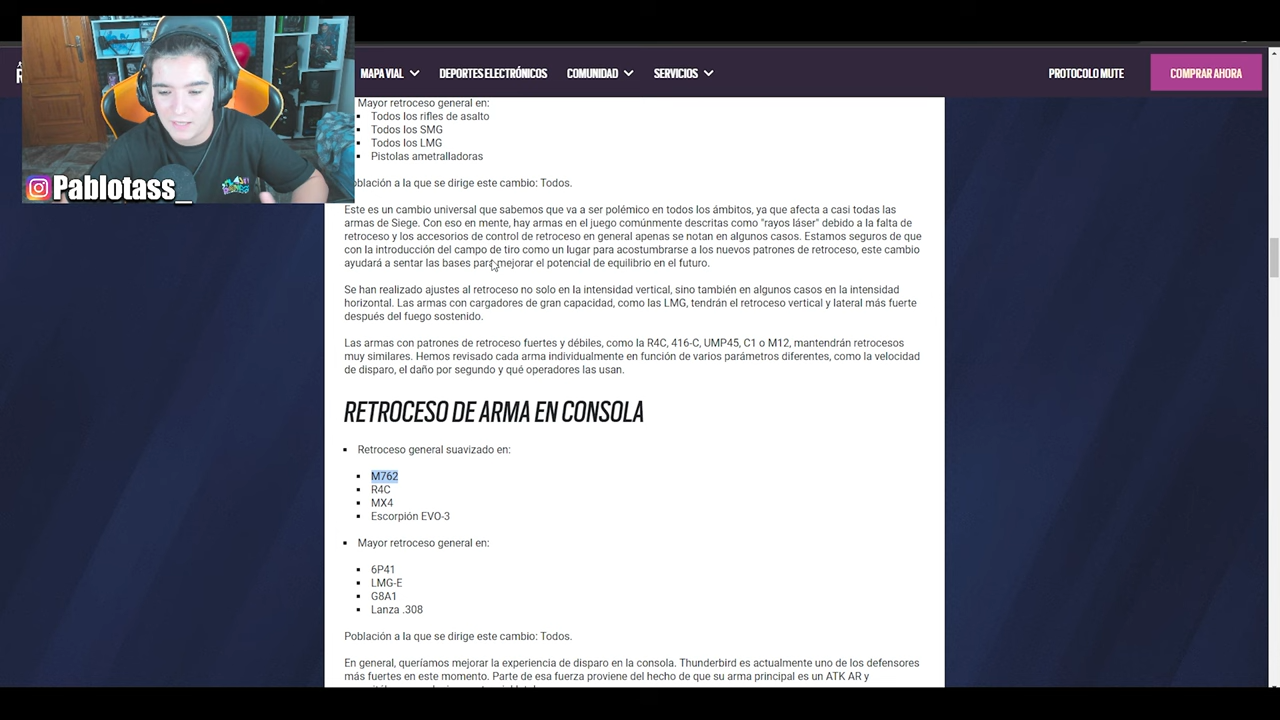 MAPA VIAL
DEPORTES ELECTRÓNICOS
COMUNIDAD
SERVICIOS
PROTOCOLO MUTE
COMPRAR AHORA
Pablotass_
Mayor retroceso general en:
Todos los rifles de asalto
Todos los SMG
Todos los LMG
Pistolas ametralladoras
oblación a la que se dirige este cambio: Todos.
Este es un cambio universal que sabemos que va a ser polémico en todos los ámbitos, ya que afecta a casi todas las
armas de Siege. Con eso en mente, hay armas en el juego comúnmente descritas como "rayos láser" debido a la falta de
retroceso y los accesorios de control de retroceso en general apenas se notan en algunos casos. Estamos seguros de que
con la introducción del campo de tiro como un lugar para acostumbrarse a los nuevos patrones de retroceso, este cambio
ayudará a sentar las bases para mejorar el potencial de equilibrio en el futuro.
Se han realizado ajustes al retroceso no solo en la intensidad vertical, sino también en algunos casos en la intensidad
horizontal. Las armas con cargadores de gran capacidad, como las LMG, tendrán el retroceso vertical y lateral más fuerte
después del fuego sostenido.
Las armas con patrones de retroceso fuertes y débiles, como la R4C, 416-C, UMP45, C1 o M12, mantendrán retrocesos
muy similares. Hemos revisado cada arma individualmente en función de varios parámetros diferentes, como la velocidad
de disparo, el daño por segundo y qué operadores las usan.
RETROCESO DE ARMA EN CONSOLA
Retroceso general suavizado en:
M762
R4C
MX4
Escorpión EVO-3
Mayor retroceso general en:
6P41
LMG-E
G8A1
Lanza .308
Población a la que se dirige este cambio: Todos.
En general, queríamos mejorar la experiencia de disparo en la consola. Thunderbird es actualmente uno de los defensores
más fuertes en este momento. Parte de esa fuerza proviene del hecho de que su arma principal es un ATK AR y